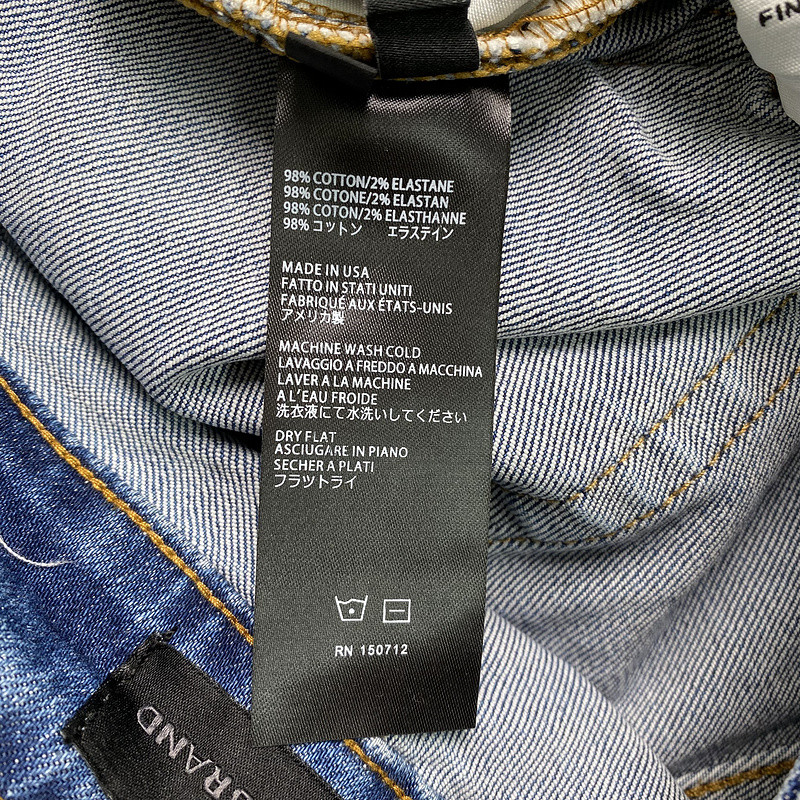 FIN
98% COTTON/2% ELASTANE
98% COTONE/2% ELASTAN
98% COTON/2% ELASTHANNE
98% コットン エラステイン
MADE IN USA
FATTO IN STATI UNITI
FABRIQUÉ AUX ÉTATS-UNIS
アメリカ製
MACHINE WASH COLD
LAVAGGIO A FREDDO A MACCHINA
LAVER A LA MACHINE
A L'EAU FROIDE
洗衣液にて水洗いしてください
DRY FLAT
ASCIUGARE IN PIANO
SECHER A PLATI
フラットライ
RN 150712
BRAND